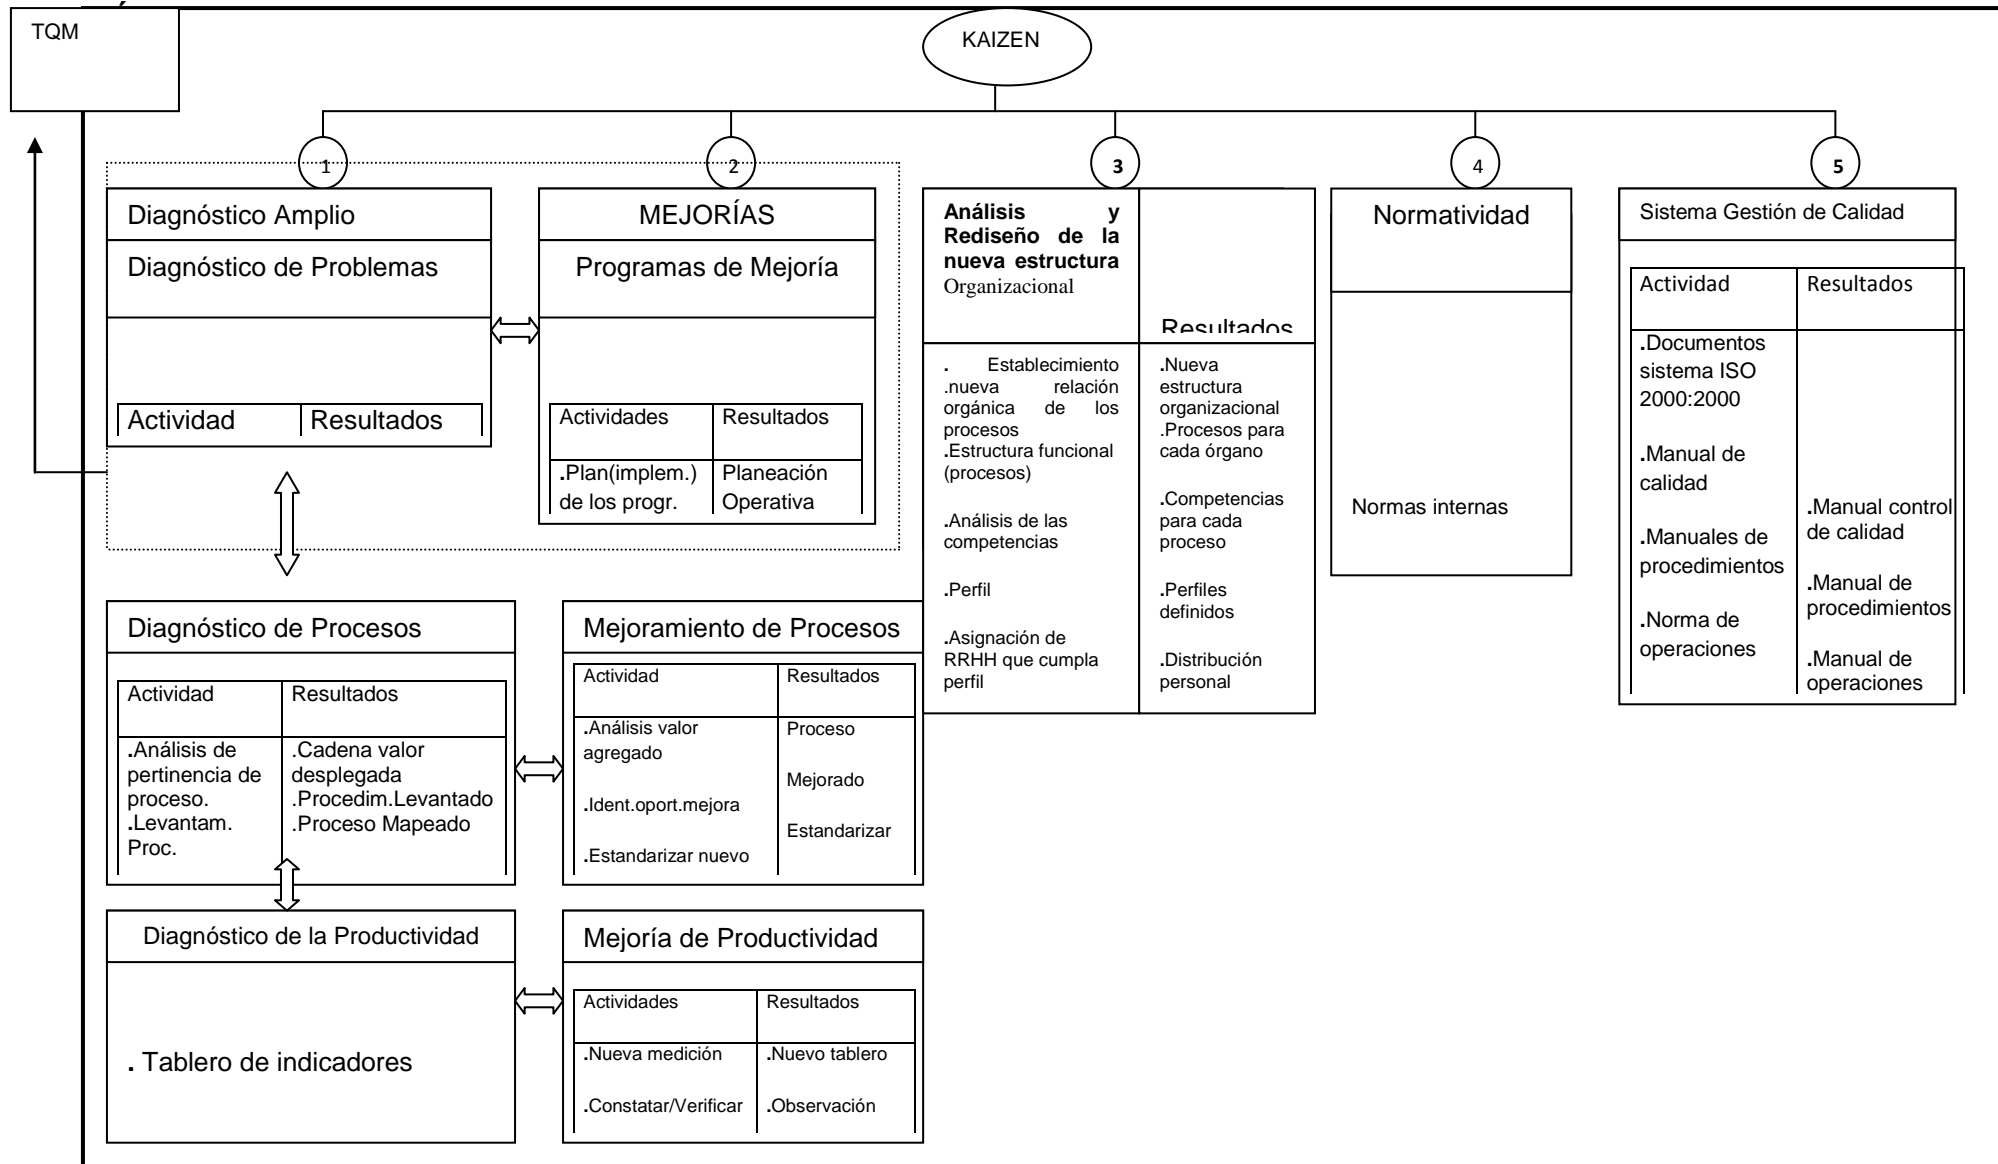 TQM
KAIZEN
1
2
3
4
5
Diagnóstico Amplio
Diagnóstico de Problemas
Actividad
Resultados
MEJORÍAS
Programas de Mejoría
Actividades
Resultados
.Plan(implem.)
de los progr.
Planeación
Operativa
Análisis y
Rediseño de la
nueva estructura
Organizacional
Resultados
. Establecimiento
.nueva relación
orgánica de los
procesos
.Estructura funcional
(procesos)
.Análisis de las
competencias
.Perfil
.Asignación de
RRHH que cumpla
perfil
.Nueva
estructura
organizacional
.Procesos para
cada órgano
.Competencias
para cada
proceso
.Perfiles
definidos
.Distribución
personal
Normatividad
Normas internas
Sistema Gestión de Calidad
Actividad
Resultados
.Documentos
sistema ISO
2000:2000
.Manual de
calidad
.Manuales de
procedimientos
.Norma de
operaciones
.Manual control
de calidad
.Manual de
procedimientos
.Manual de
operaciones
Diagnóstico de Procesos
Actividad
Resultados
.Análisis de
pertinencia de
proceso.
.Levantam.
Proc.
.Cadena valor
desplegada
.Procedim.Levantado
.Proceso Mapeado
Mejoramiento de Procesos
Actividad
Resultados
.Análisis valor
agregado
.Ident.oport.mejora
.Estandarizar nuevo
Proceso
Mejorado
Estandarizar
Diagnóstico de la Productividad
. Tablero de indicadores
Mejoría de Productividad
Actividades
Resultados
.Nueva medición
.Constatar/Verificar
.Nuevo tablero
.Observación